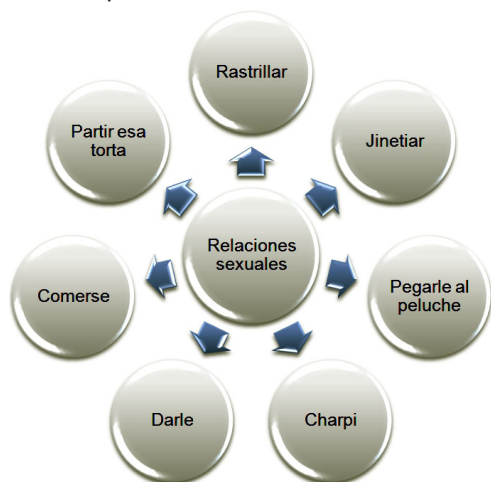 Rastrillar
Partir esa
torta
Jinetiar
Relaciones
sexuales
Comerse
Pegarle al
peluche
Darle
Charpi